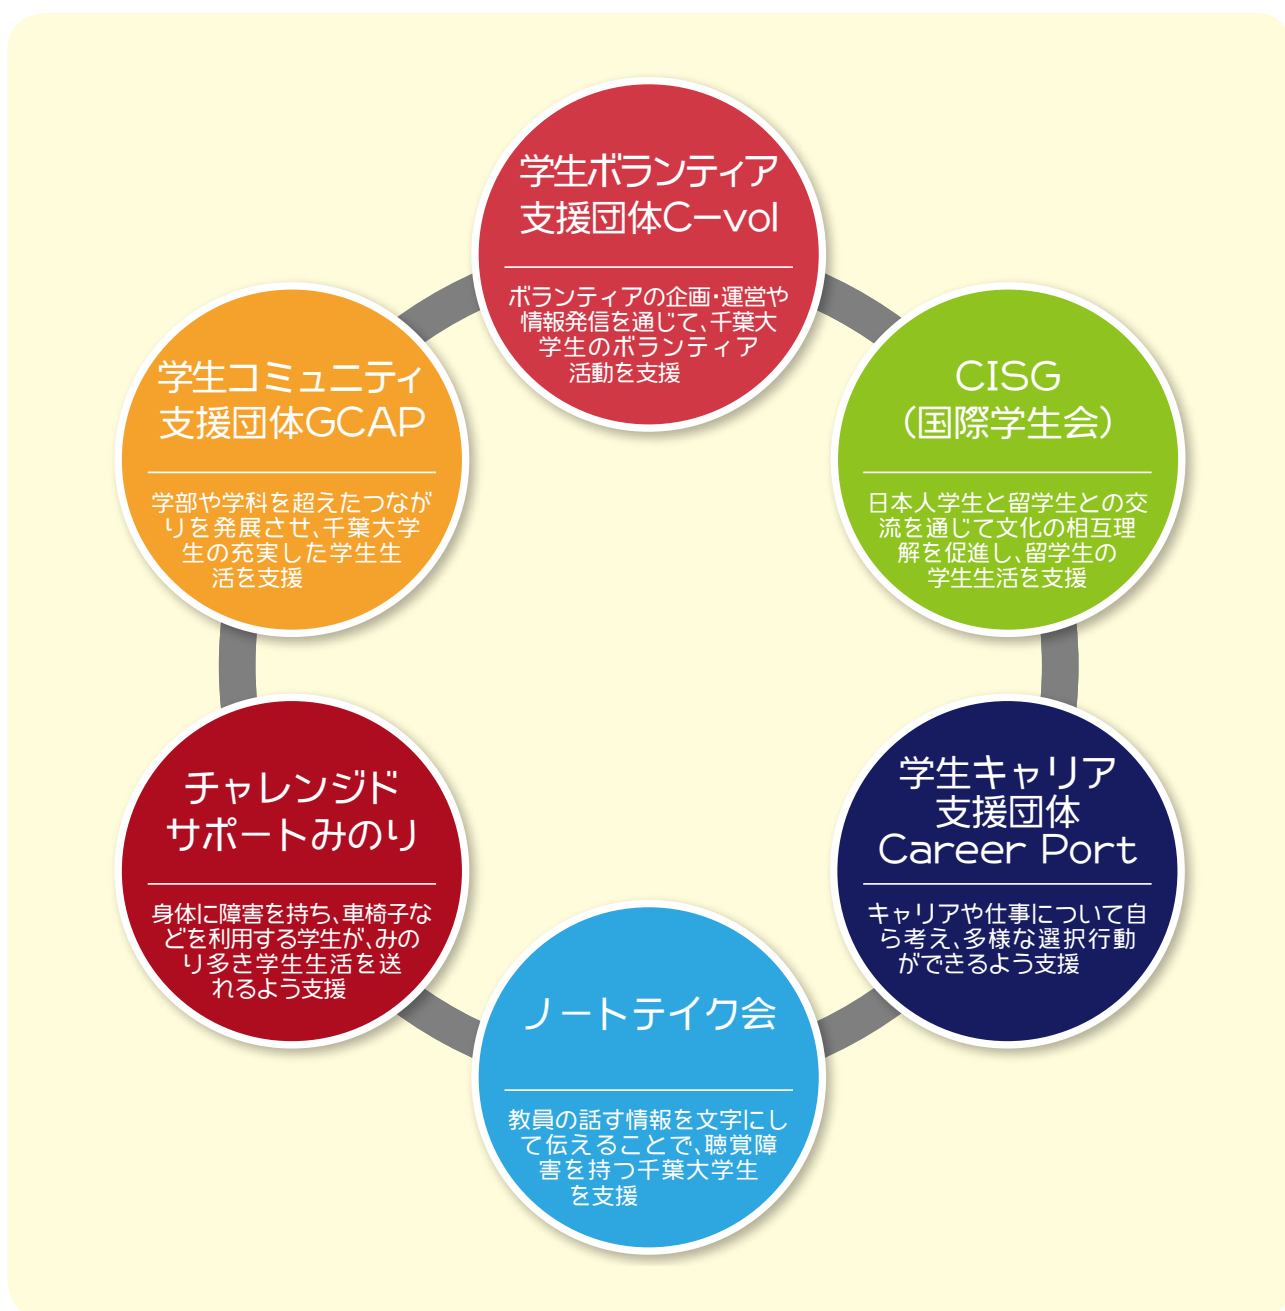 学生ボランティア
支援団体C-vol
ボランティアの企画・運営や
情報発信を通じて、千葉大
学生のボランティア
活動を支援
CISG
（国際学生会）
日本人学生と留学生との交
流を通じて文化の相互理
解を促進し、留学生の
学生生活を支援
学生キャリア
支援団体
Career Port
キャリアや仕事について自
ら考え、多様な選択行動
ができるよう支援
ノートテイク会
教員の話す情報を文字にし
て伝えることで、聴覚障
害を持つ千葉大学生
を支援
チャレンジド
サポートみのり
身体に障害を持ち、車椅子な
どを利用する学生が、みの
り多き学生生活を送
れるよう支援
学生コミュニティ
支援団体GCAP
学部や学科を超えたつなが
りを発展させ、千葉大学
生の充実した学生生
活を支援